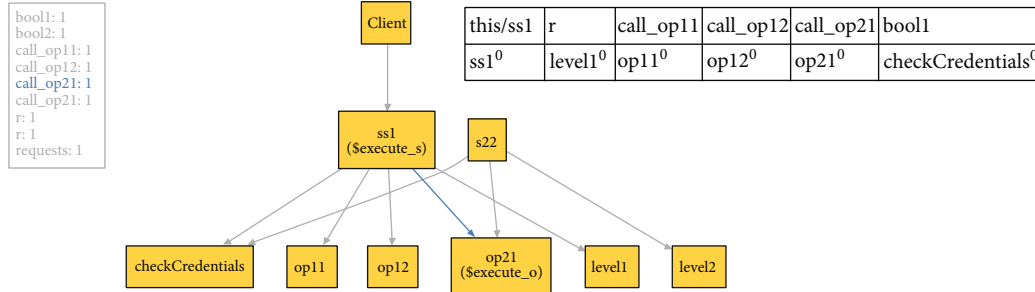 bool1: 1
bool2: 1
call_op11: 1
call_op12: 1
call_op21: 1
call_op21: 1
r: 1
r: 1
requests: 1
Client
this/ss1 r call_op11 call_op12 call_op21 bool1
ss1⁰ level1⁰ op11⁰ op12⁰ op21⁰ checkCredentials⁰
ss1
($execute_s)
s22
checkCredentials
op11
op12
op21
($execute_o)
level1
level2